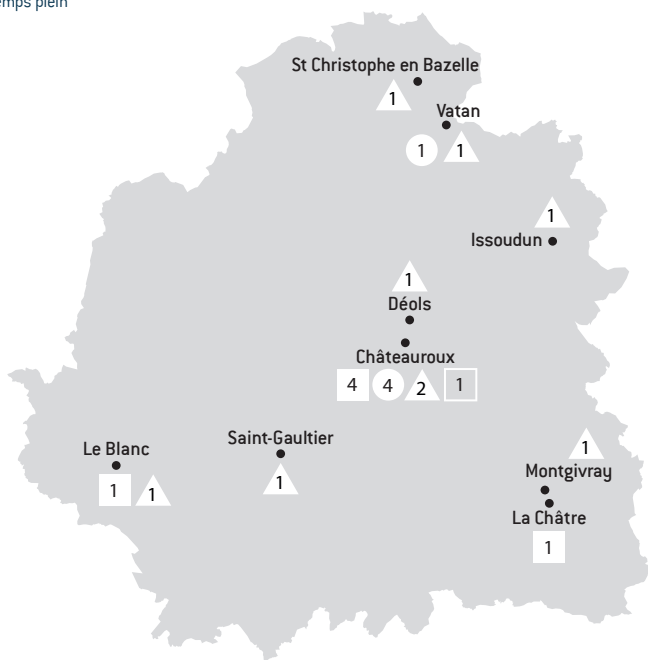 temps plein
St Christophe en Bazelle
1
Vatan
1 1
1
Issoudun
1
Déols
Châteauroux
4 4 2 1
Saint-Gaultier
1
Le Blanc
1 1
1
Montgivray
La Châtre
1